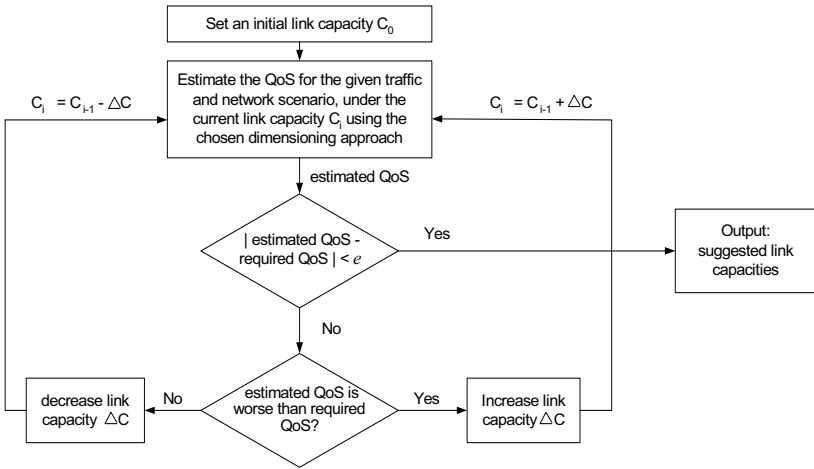 Set an initial link capacity C0
Estimate the QoS for the given traffic
and network scenario, under the
current link capacity Ci using the
chosen dimensioning approach
Ci = Ci-1 - △C
Ci = Ci-1 + △C
estimated QoS
| estimated QoS -
required QoS | < e
Yes
Output:
suggested link
capacities
No
estimated QoS is
worse than required
QoS?
No
Yes
decrease link
capacity △C
Increase link
capacity △C